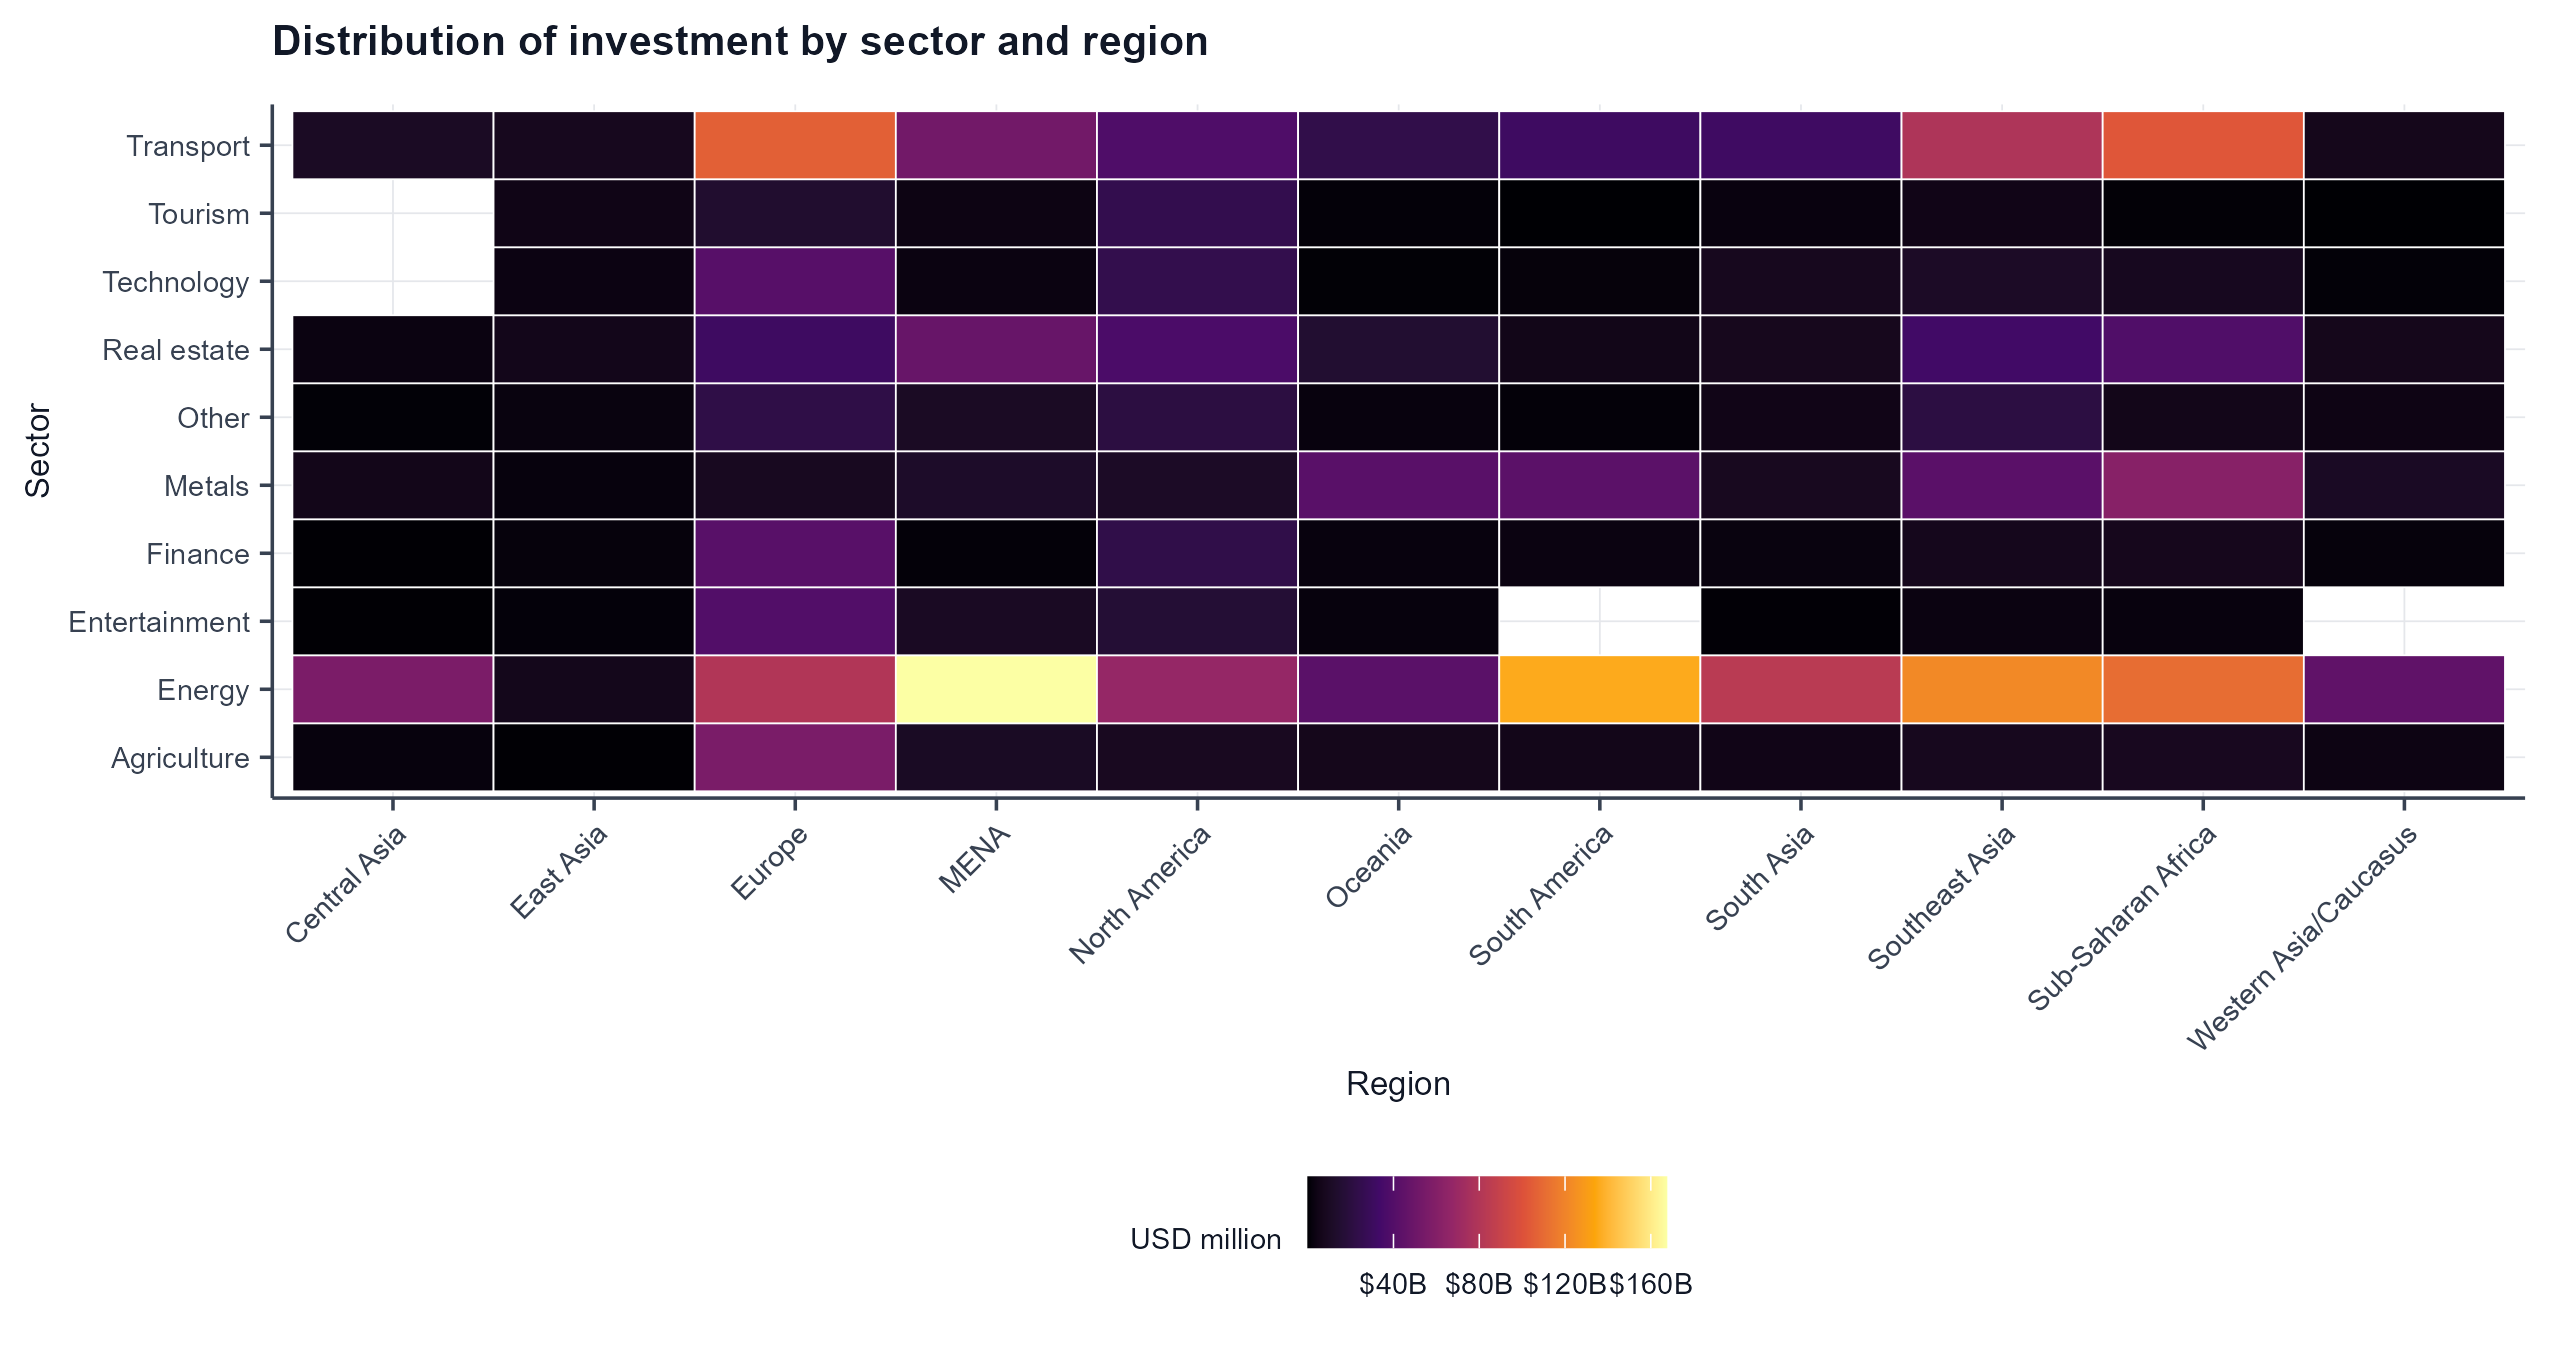 Distribution of investment by sector and region
Sector
Transport
Tourism
Technology
Real estate
Other
Metals
Finance
Entertainment
Energy
Agriculture
Central Asia
East Asia
Europe
MENA
North America
Oceania
South America
South Asia
Southeast Asia
Sub-Saharan Africa
Western Asia/Caucasus
Region
USD million
$40B $80B $120B $160B